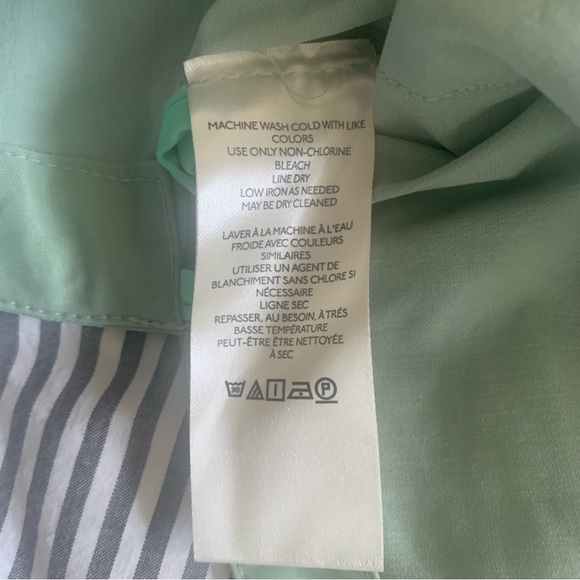 MACHINE WASH COLD WITH LIKE
COLORS
USE ONLY NON-CHLORINE
BLEACH
LINE DRY
LOW IRON AS NEEDED
MAY BE DRY CLEANED
LAVER À LA MACHINE À L'EAU
FROIDE AVEC COULEURS
SIMILAIRES
UTILISER UN AGENT DE
BLANCHIMENT SANS CHLORE SI
NÉCESSAIRE
LIGNE SEC
REPASSER, AU BESOIN, À TRÉS
BASSE TEMPÉRATURE
PEUT-ÊTRE ÊTRE NETTOYÉE
À SEC
30 P